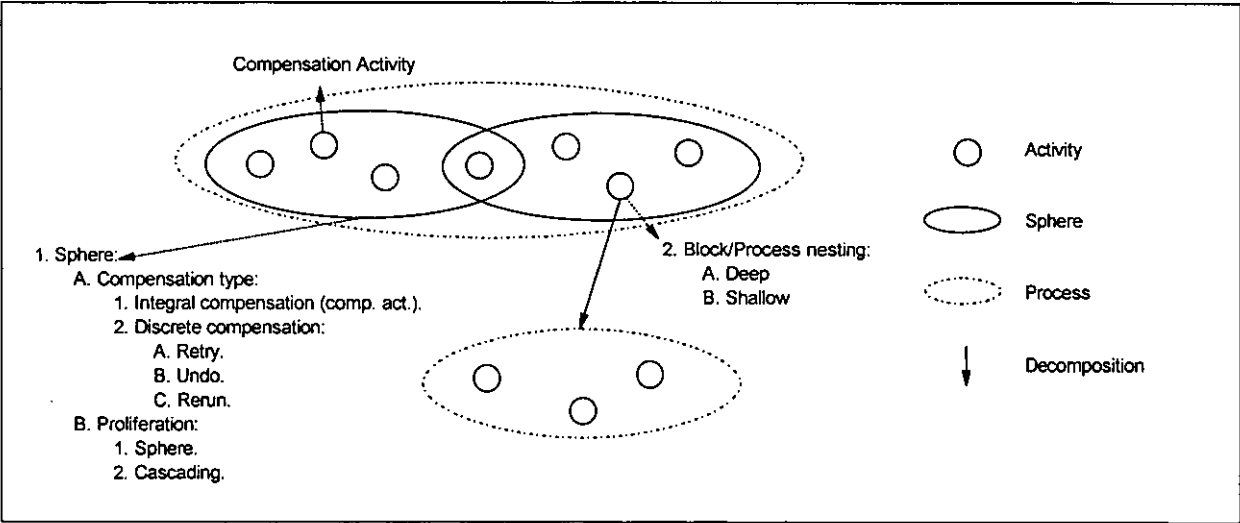 Compensation Activity
1. Sphere:
A. Compensation type:
1. Integral compensation (comp. act.).
2. Discrete compensation:
A. Retry.
B. Undo.
C. Rerun.
B. Proliferation:
1. Sphere.
2. Cascading.
2. Block/Process nesting:
A. Deep
B. Shallow
Activity
Sphere
Process
Decomposition